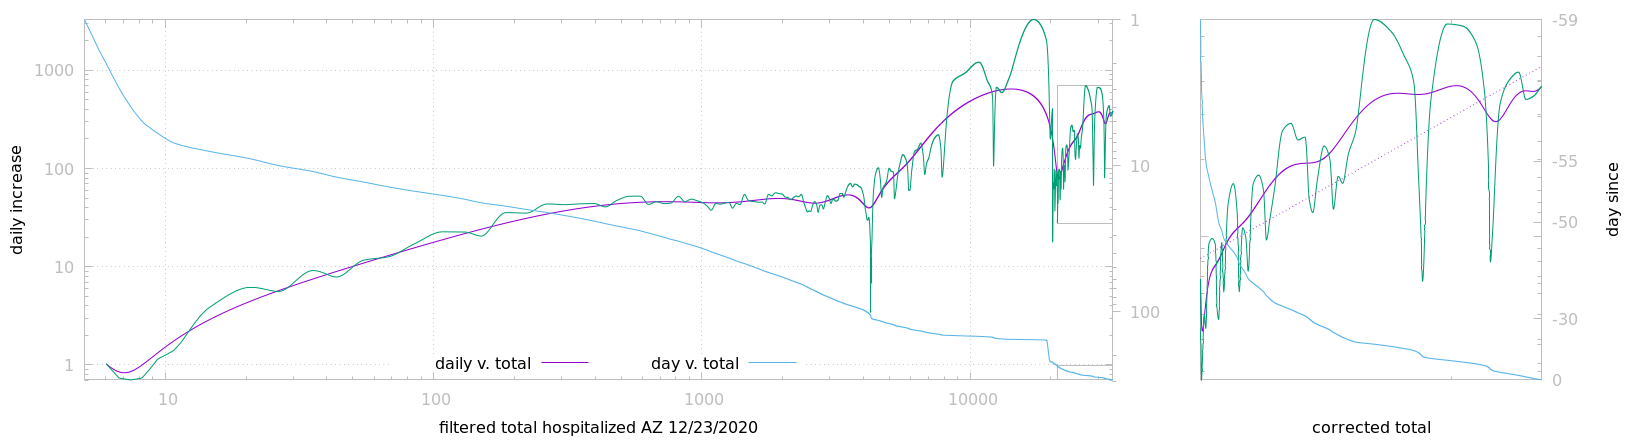 1000
100
10
1
daily increase
10
100
1000
10000
filtered total hospitalized AZ 12/23/2020
daily v. total
day v. total
1
10
100
-59
-55
-50
-30
0
day since
corrected total